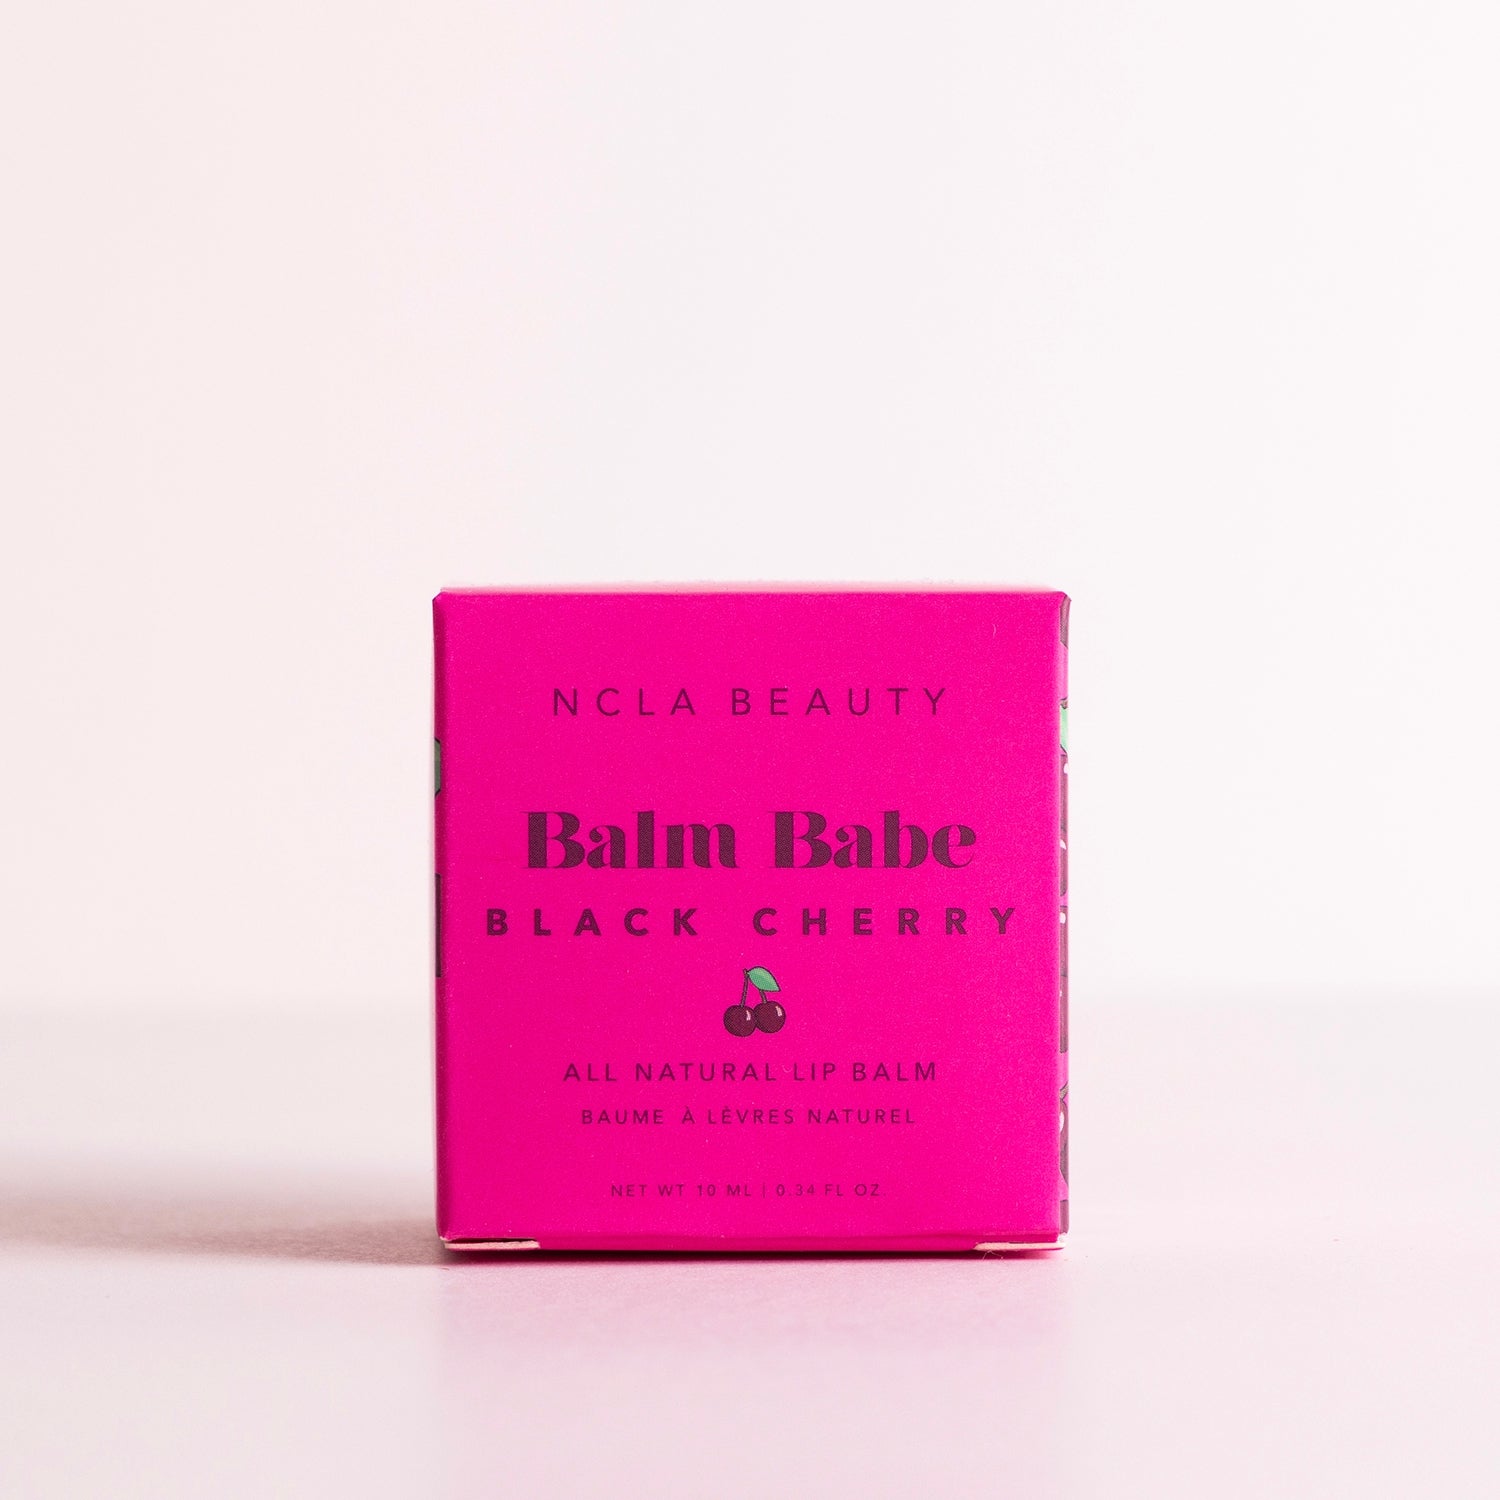 NCLA BEAUTY
Balm Babe
BLACK CHERRY
ALL NATURAL LIP BALM
BAUME À LÈVRES NATUREL
NET WT 10 ML | 0.34 FL OZ